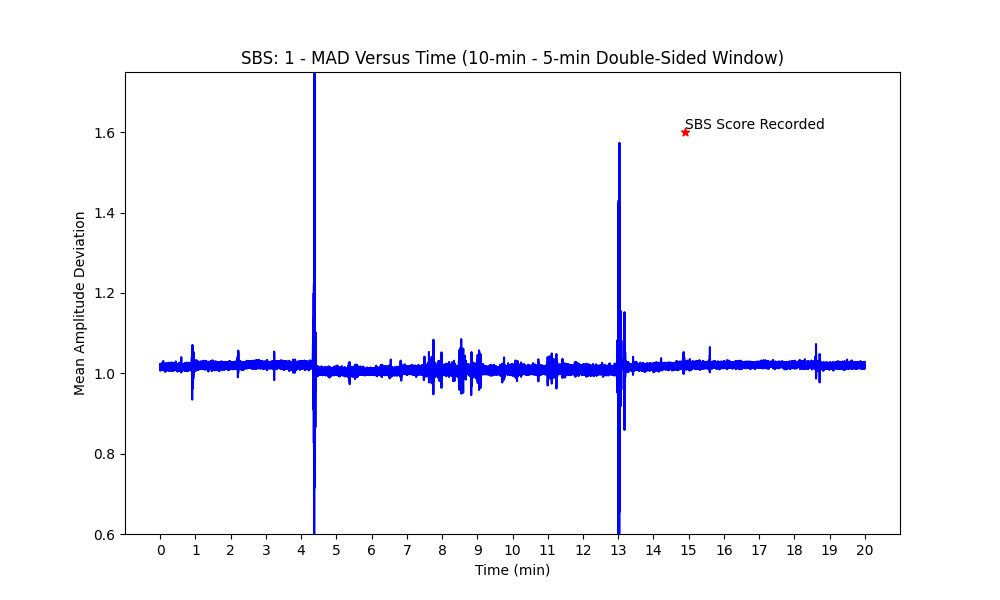 SBS: 1 - MAD Versus Time (10-min - 5-min Double-Sided Window)
SBS Score Recorded
Mean Amplitude Deviation
1.6
1.4
1.2
1.0
0.8
0.6
0 1 2 3 4 5 6 7 8 9 10 11 12 13 14 15 16 17 18 19 20
Time (min)